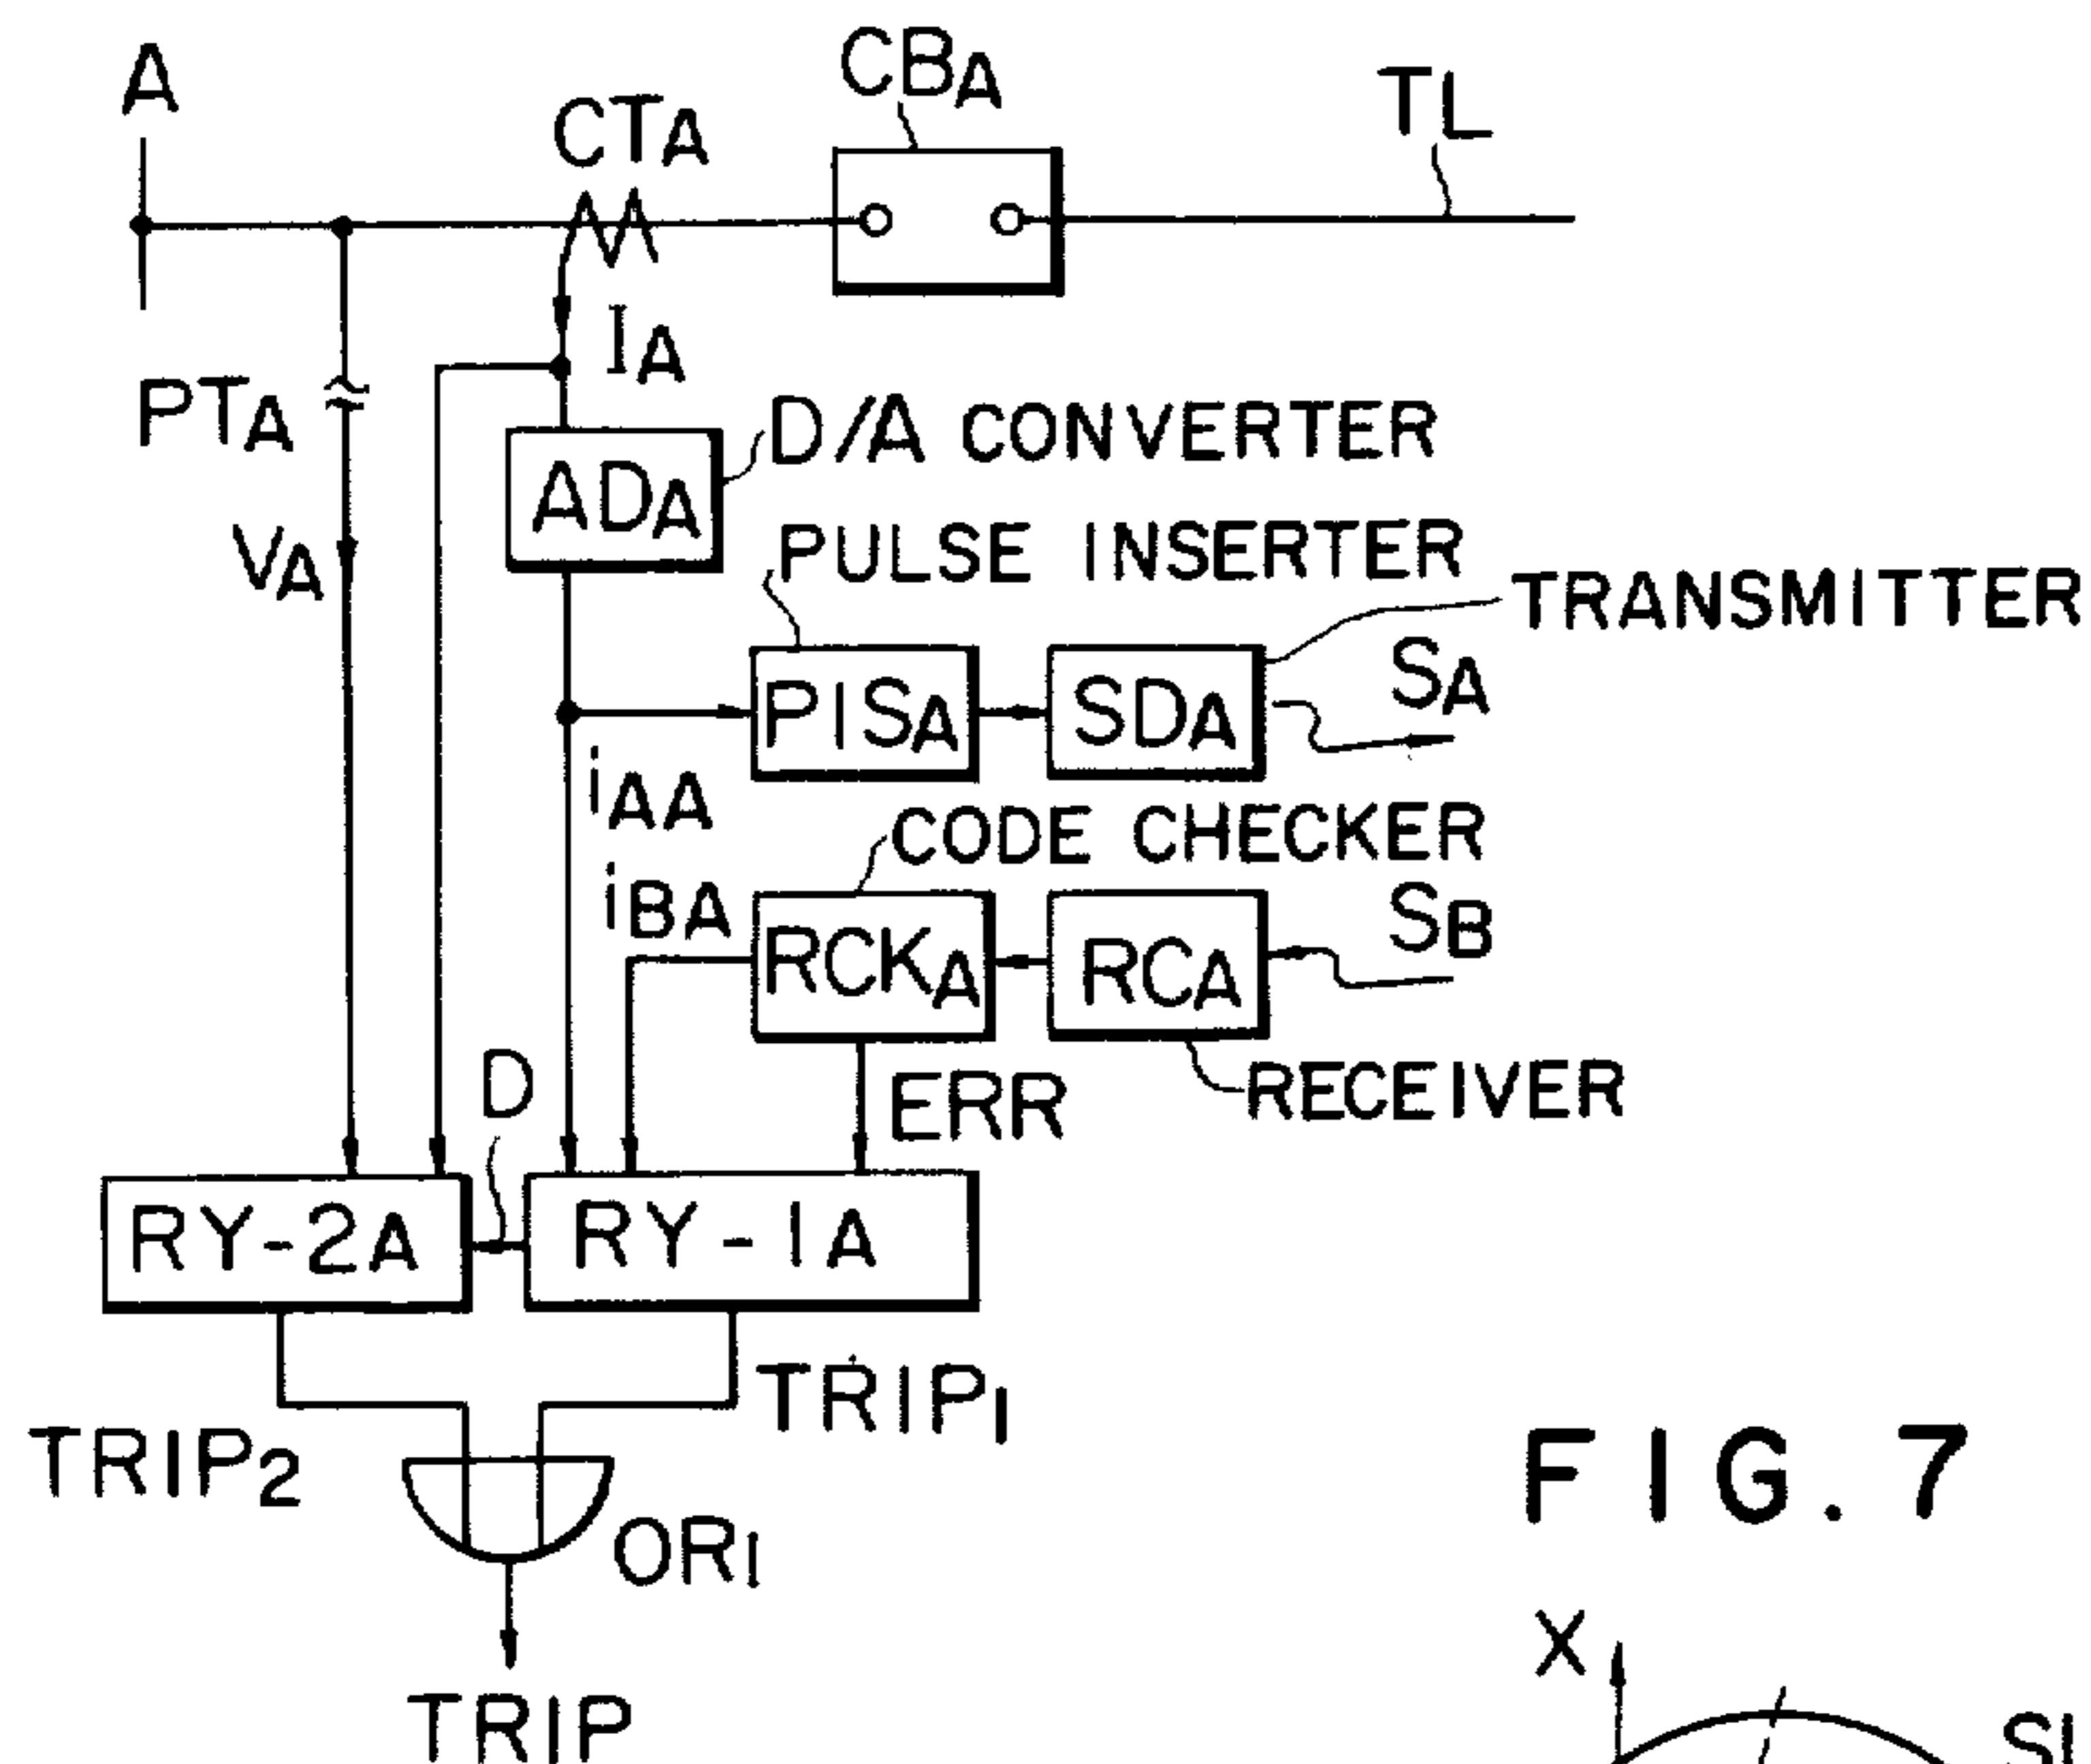 A
CTA
CBA
TL
IA
PTA
D/A CONVERTER
ADA
VA
PULSE INSERTER
TRANSMITTER
PISA
SDA
SA
iAA
CODE CHECKER
iBA
RCKA
RCA
SB
D
ERR
RECEIVER
RY-2A
RY-1A
TRIP1
TRIP2
OR1
FIG. 7
TRIP
X